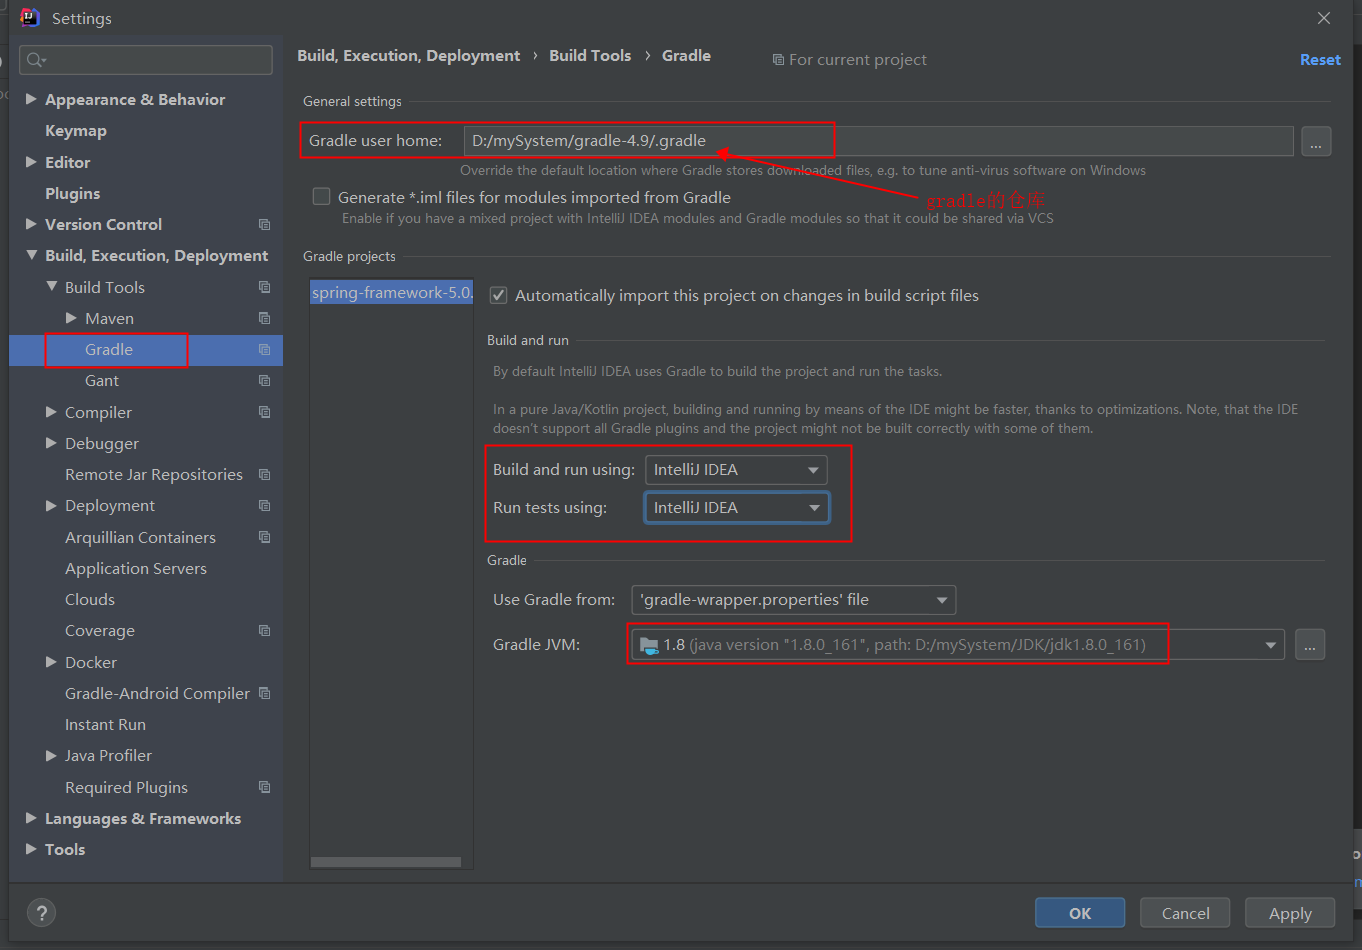 Settings
Build, Execution, Deployment › Build Tools › Gradle
For current project
Reset
Appearance & Behavior
Keymap
Editor
Plugins
Version Control
Build, Execution, Deployment
Build Tools
Maven
Gradle
Gant
Compiler
Debugger
Remote Jar Repositories
Deployment
Arquillian Containers
Application Servers
Clouds
Coverage
Docker
Gradle-Android Compiler
Instant Run
Java Profiler
Required Plugins
Languages & Frameworks
Tools
General settings
Gradle user home: D:/mySystem/gradle-4.9/.gradle ...
Override the default location where Gradle stores downloaded files, e.g. to tune anti-virus software on Windows
Generate *.iml files for modules imported from Gradle
gradle的仓库
Enable if you have a mixed project with IntelliJ IDEA modules and Gradle modules so that it could be shared via VCS
Gradle projects
spring-framework-5.0.
Automatically import this project on changes in build script files
Build and run
By default IntelliJ IDEA uses Gradle to build the project and run the tasks.
In a pure Java/Kotlin project, building and running by means of the IDE might be faster, thanks to optimizations. Note, that the IDE
doesn't support all Gradle plugins and the project might not be built correctly with some of them.
Build and run using: IntelliJ IDEA
Run tests using: IntelliJ IDEA
Gradle
Use Gradle from: 'gradle-wrapper.properties' file
Gradle JVM: 1.8 (java version "1.8.0_161", path: D:/mySystem/JDK/jdk1.8.0_161) ...
?
OK
Cancel
Apply